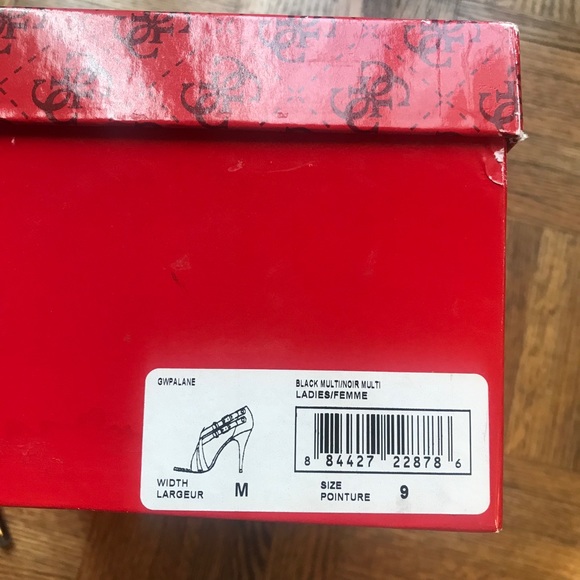 GWPALANE
BLACK MULTI/NOIR MULTI
LADIES/FEMME
8 84427 22878 6
WIDTH
LARGEUR
M
SIZE
POINTURE
9